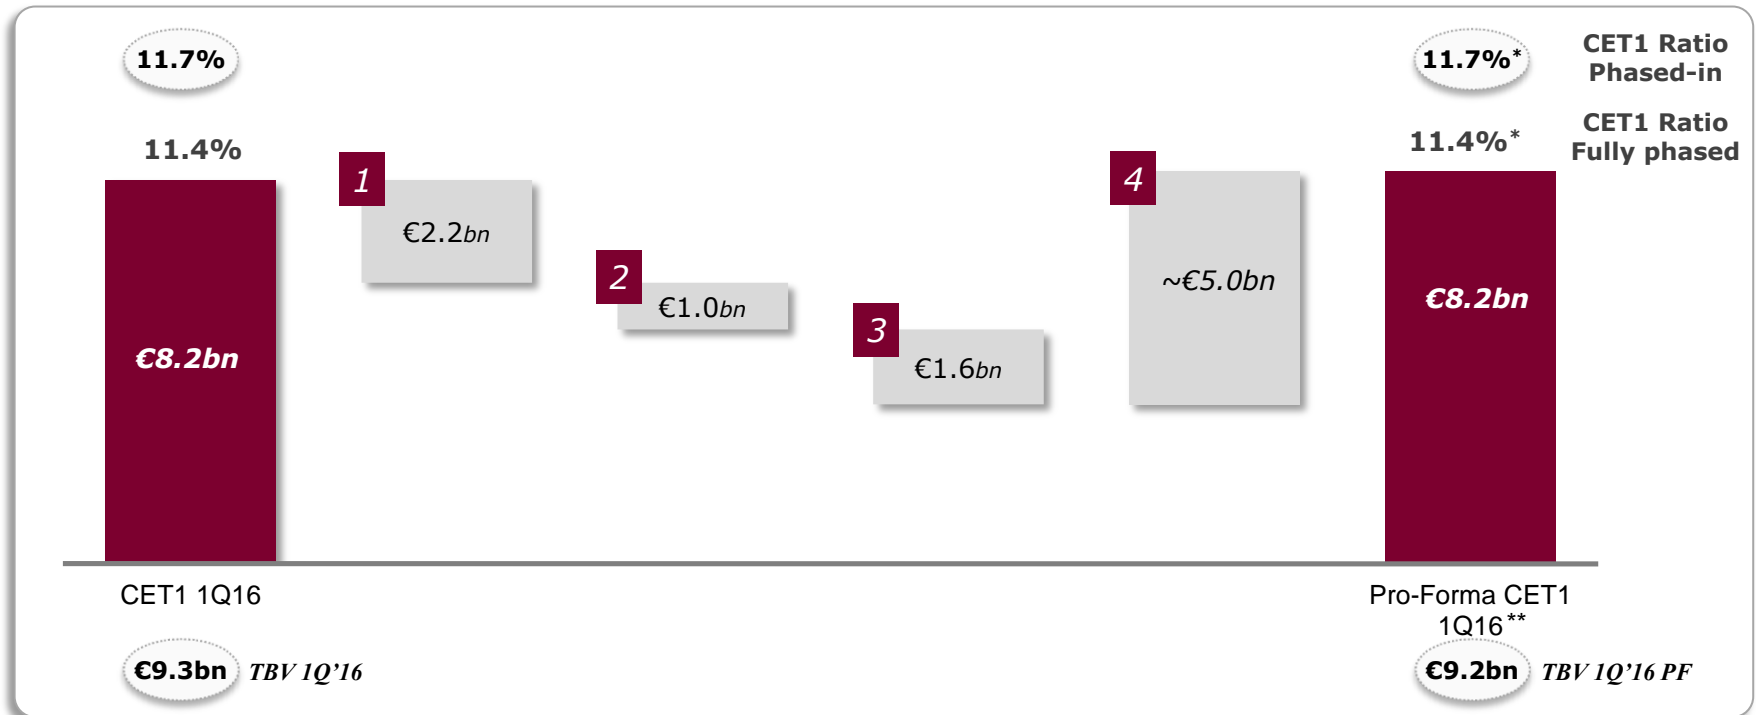 11.7%
11.7%*
CET1 Ratio
Phased-in
11.4%
11.4%*
CET1 Ratio
Fully phased
1
€2.2bn
2
€1.0bn
3
€1.6bn
4
~€5.0bn
€8.2bn
€8.2bn
CET1 1Q16
Pro-Forma CET1
1Q16**
€9.3bn TBV 1Q’16
€9.2bn TBV 1Q’16 PF